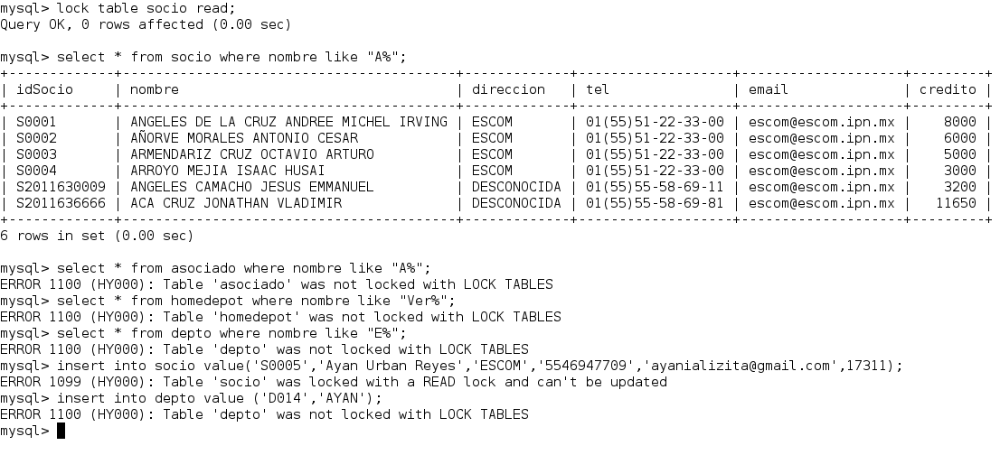 mysql> lock table socio read;
Query OK, 0 rows affected (0.00 sec)
mysql> select * from socio where nombre like "A%";
+-------------+----------------------------------------+-------------+--------------------+---------------------+---------+
| idSocio     | nombre                                 | direccion   | tel                | email               | credito |
+-------------+----------------------------------------+-------------+--------------------+---------------------+---------+
| S0001       | ANGELES DE LA CRUZ ANDREE MICHEL IRVING | ESCOM       | 01(55)51-22-33-00 | escom@escom.ipn.mx |    8000 |
| S0002       | AÑORVE MORALES ANTONIO CESAR           | ESCOM       | 01(55)51-22-33-00 | escom@escom.ipn.mx |    6000 |
| S0003       | ARMENDARIZ CRUZ OCTAVIO ARTURO         | ESCOM       | 01(55)51-22-33-00 | escom@escom.ipn.mx |    5000 |
| S0004       | ARROYO MEJIA ISAAC HUSAI               | ESCOM       | 01(55)51-22-33-00 | escom@escom.ipn.mx |    3000 |
| S2011630009 | ANGELES CAMACHO JESUS EMMANUEL         | DESCONOCIDA | 01(55)55-58-69-11 | escom@escom.ipn.mx |    3200 |
| S2011636666 | ACA CRUZ JONATHAN VLADIMIR             | DESCONOCIDA | 01(55)55-58-69-81 | escom@escom.ipn.mx |   11650 |
+-------------+----------------------------------------+-------------+--------------------+---------------------+---------+
6 rows in set (0.00 sec)
mysql> select * from asociado where nombre like "A%";
ERROR 1100 (HY000): Table 'asociado' was not locked with LOCK TABLES
mysql> select * from homedepot where nombre like "Ver%";
ERROR 1100 (HY000): Table 'homedepot' was not locked with LOCK TABLES
mysql> select * from depto where nombre like "E%";
ERROR 1100 (HY000): Table 'depto' was not locked with LOCK TABLES
mysql> insert into socio value('S0005','Ayan Urban Reyes','ESCOM','5546947709','ayanializita@gmail.com',17311);
ERROR 1099 (HY000): Table 'socio' was locked with a READ lock and can't be updated
mysql> insert into depto value ('D014','AYAN');
ERROR 1100 (HY000): Table 'depto' was not locked with LOCK TABLES
mysql>